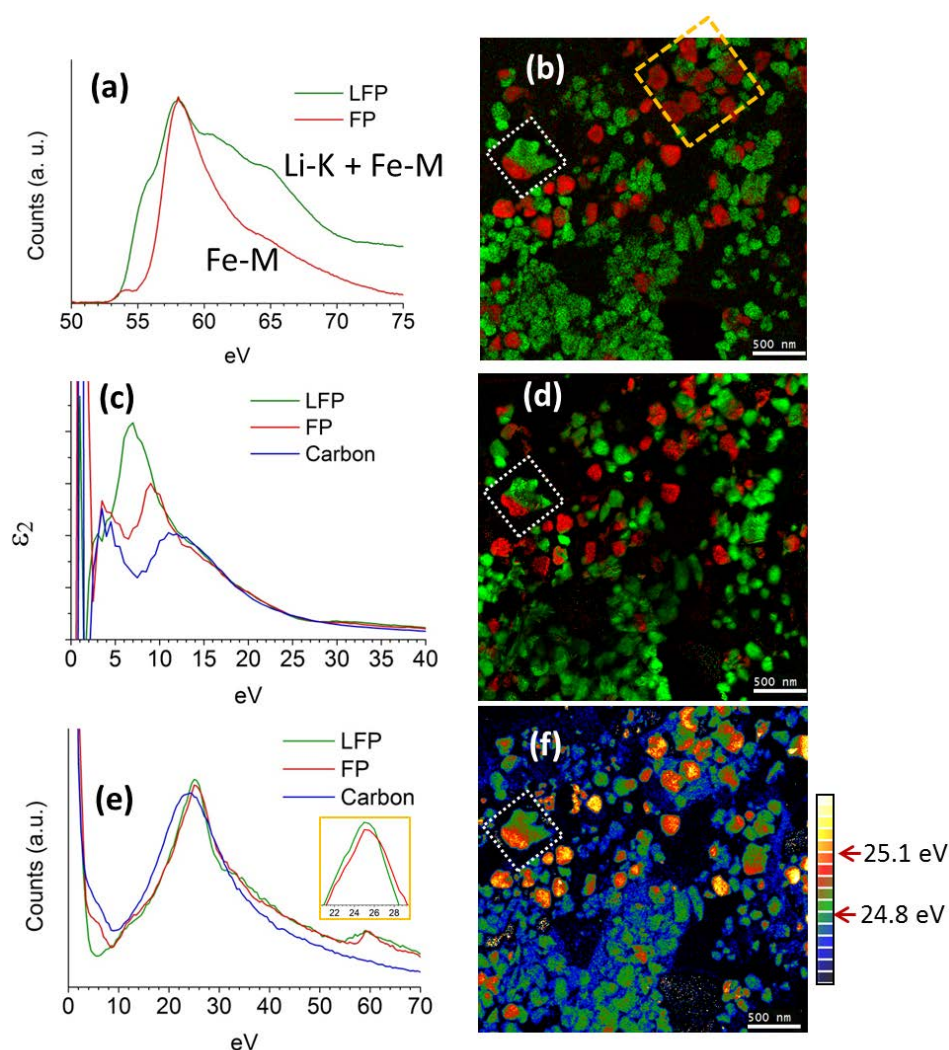 (a)
LFP
FP
Li-K + Fe-M
Fe-M
Counts (a. u.)
50 55 60 65 70 75
eV
(b)
500 nm
(c)
LFP
FP
Carbon
ε2
0 5 10 15 20 25 30 35 40
eV
(d)
500 nm
(e)
LFP
FP
Carbon
22 24 26 28
Counts (a.u.)
0 10 20 30 40 50 60 70
eV
(f)
500 nm
25.1 eV
24.8 eV